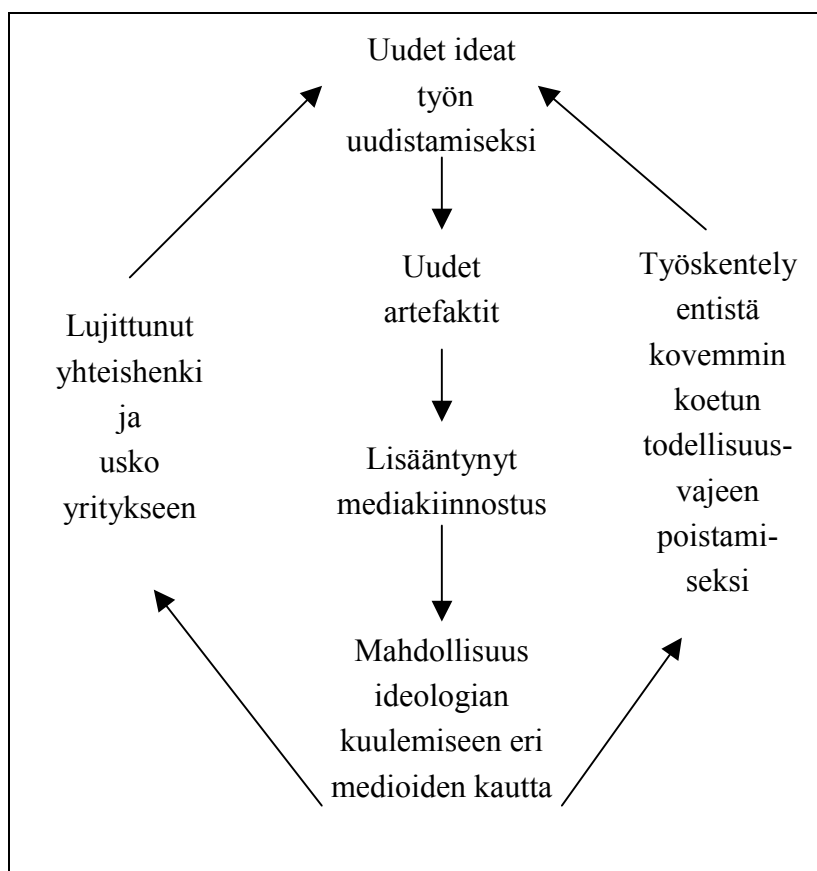 Uudet ideat
työn
uudistamiseksi
Uudet
artefaktit
Lisääntynyt
mediakiinnostus
Mahdollisuus
ideologian
kuulemiseen eri
medioiden kautta
Lujittunut
yhteishenki
ja
usko
yritykseen
Työskentely
entistä
kovemmin
koetun
todellisuus-
vajeen
poistami-
seksi